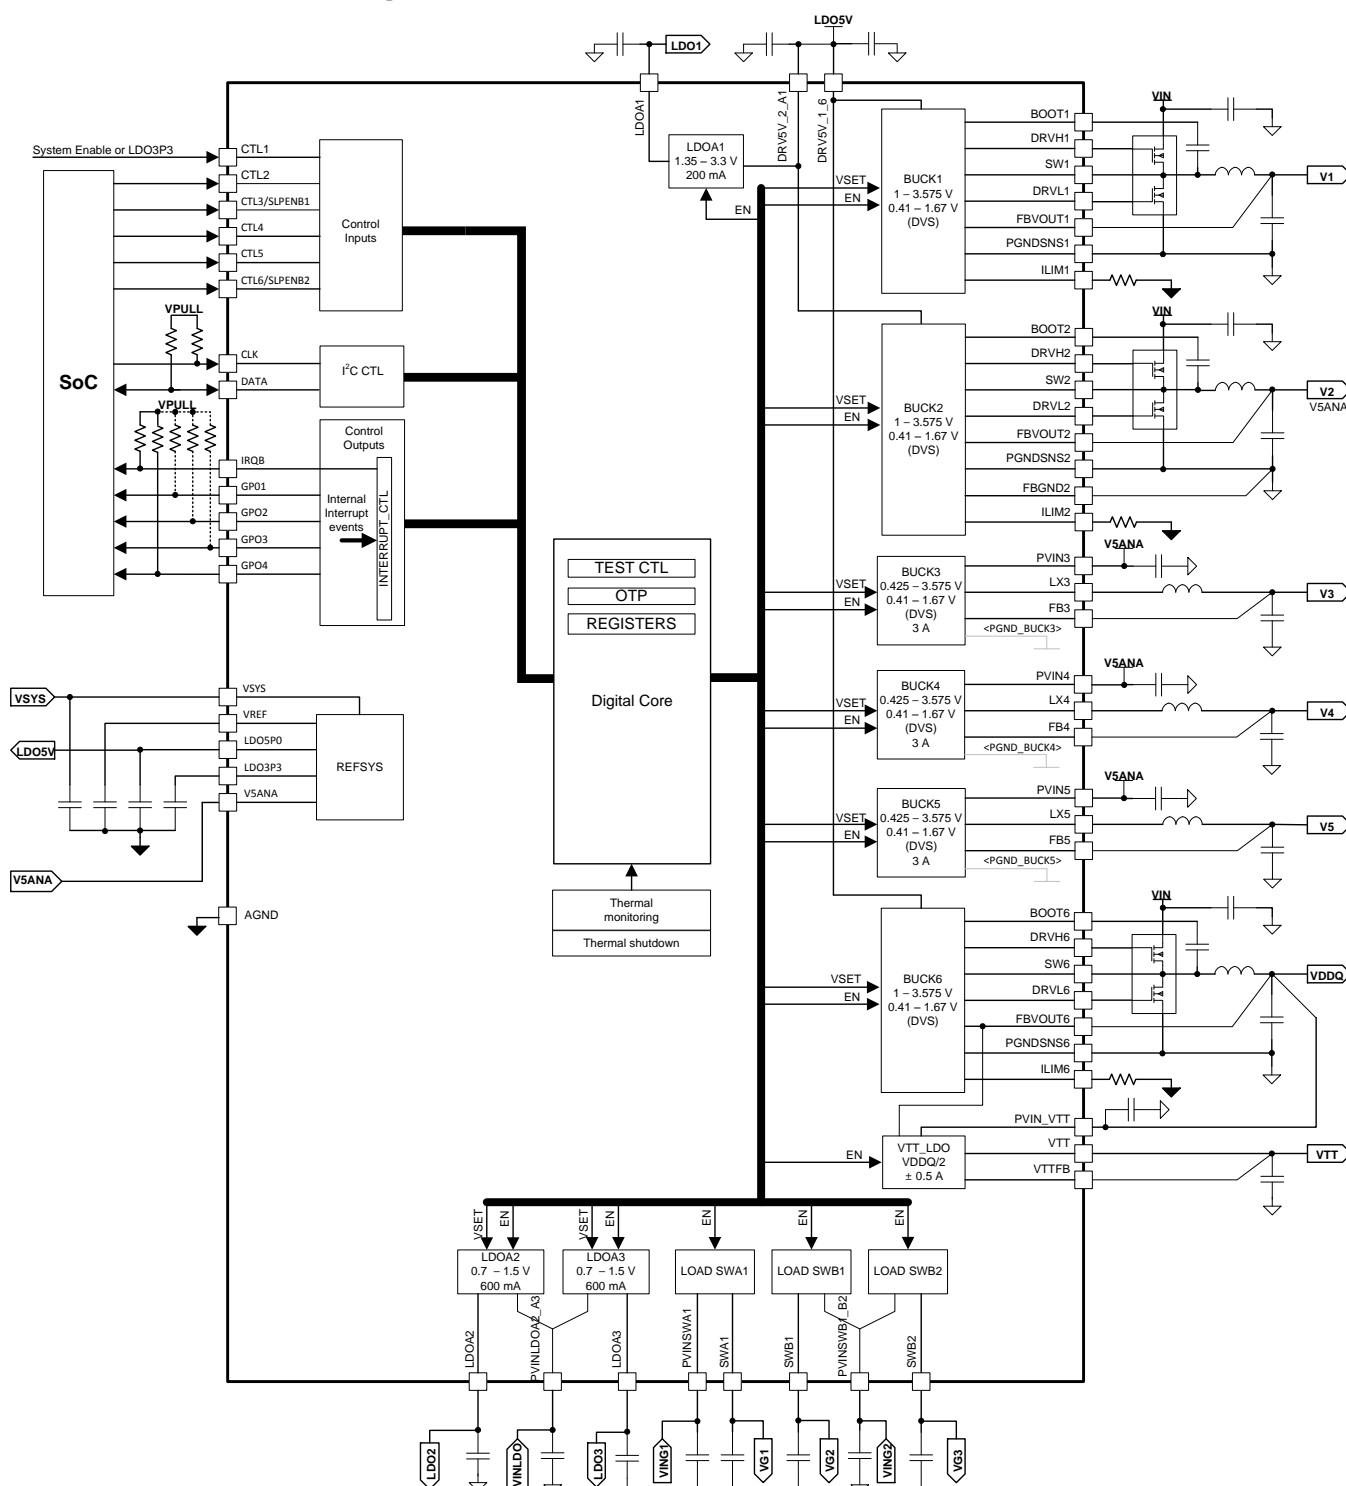 LDO5V
LDO1
LDOA1
DRV5V_2_A1
DRV5V_1_6
System Enable or LDO3P3
CTL1
CTL2
CTL3/SLPENB1
CTL4
CTL5
CTL6/SLPENB2
Control
Inputs
VPULL
CLK
DATA
I²C CTL
SoC
VPULL
Control
Outputs
IRQB
GPO1
GPO2
GPO3
GPO4
Internal
Interrupt
events
INTERRUPT_CTL
LDOA1
1.35 – 3.3 V
200 mA
EN
VSET
EN
BUCK1
1 – 3.575 V
0.41 – 1.67 V
(DVS)
BOOT1
DRVH1
SW1
DRVL1
FBVOUT1
PGNDSNS1
ILIM1
VIN
V1
VSET
EN
BUCK2
1 – 3.575 V
0.41 – 1.67 V
(DVS)
BOOT2
DRVH2
SW2
DRVL2
FBVOUT2
PGNDSNS2
FBGND2
ILIM2
VIN
V2
V5ANA
VSET
EN
BUCK3
0.425 – 3.575 V
0.41 – 1.67 V
(DVS)
3 A
PVIN3
LX3
FB3
<PGND_BUCK3>
V5ANA
V3
VSET
EN
BUCK4
0.425 – 3.575 V
0.41 – 1.67 V
(DVS)
3 A
PVIN4
LX4
FB4
<PGND_BUCK4>
V5ANA
V4
VSET
EN
BUCK5
0.425 – 3.575 V
0.41 – 1.67 V
(DVS)
3 A
PVIN5
LX5
FB5
<PGND_BUCK5>
V5ANA
V5
TEST CTL
OTP
REGISTERS
Digital Core
Thermal
monitoring
Thermal shutdown
VSYS
LDO5V
V5ANA
VSYS
VREF
LDO5P0
LDO3P3
V5ANA
REFSYS
AGND
VSET
EN
BUCK6
1 – 3.575 V
0.41 – 1.67 V
(DVS)
BOOT6
DRVH6
SW6
DRVL6
FBVOUT6
PGNDSNS6
ILIM6
VIN
VDDQ
EN
VTT_LDO
VDDQ/2
± 0.5 A
PVIN_VTT
VTT
VTTFB
VTT
VSET
EN
VSET
EN
EN
EN
EN
LDOA2
0.7 – 1.5 V
600 mA
LDOA3
0.7 – 1.5 V
600 mA
LOAD SWA1
LOAD SWB1
LOAD SWB2
LDOA2
PVINLDOA2_A3
LDOA3
PVINSWA1
SWA1
SWB1
PVINSWB1_B2
SWB2
LDO2
VINLDO
LDO3
VING1
VG1
VG2
VING2
VG3